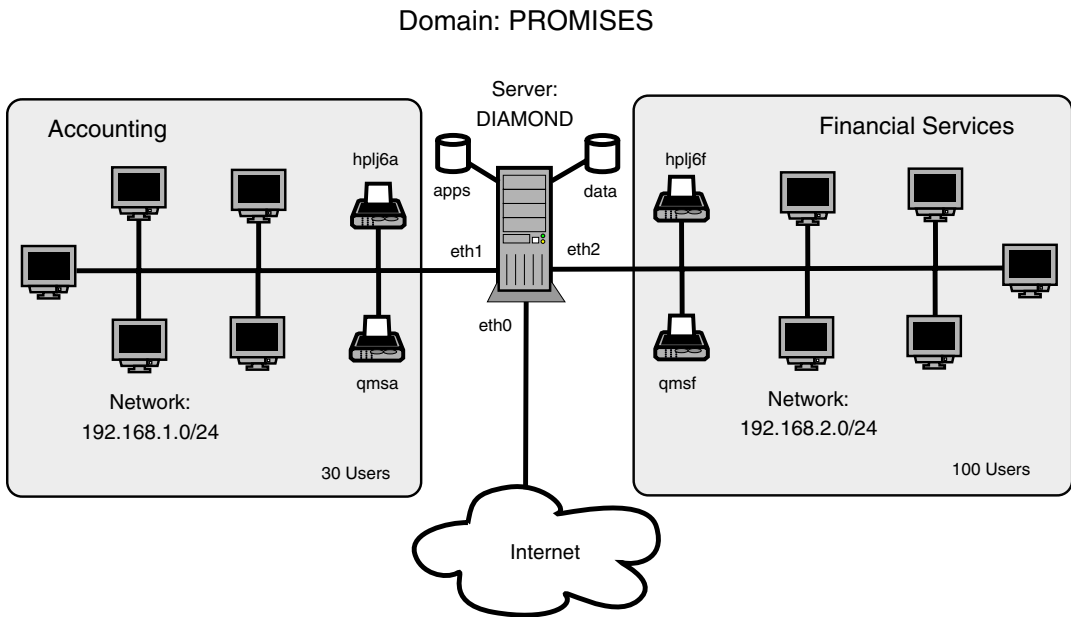 Domain: PROMISES
Server:
DIAMOND
Accounting
Financial Services
hplj6a
apps
data
hplj6f
eth1
eth2
eth0
qmsa
qmsf
Network:
192.168.1.0/24
Network:
192.168.2.0/24
30 Users
100 Users
Internet